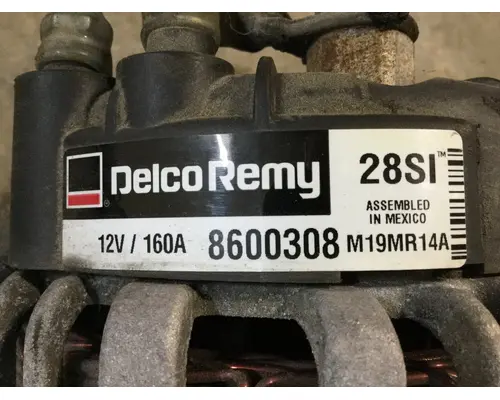 Delco Remy
28SI™
ASSEMBLED
IN MEXICO
12V / 160A 8600308 M19MR14A